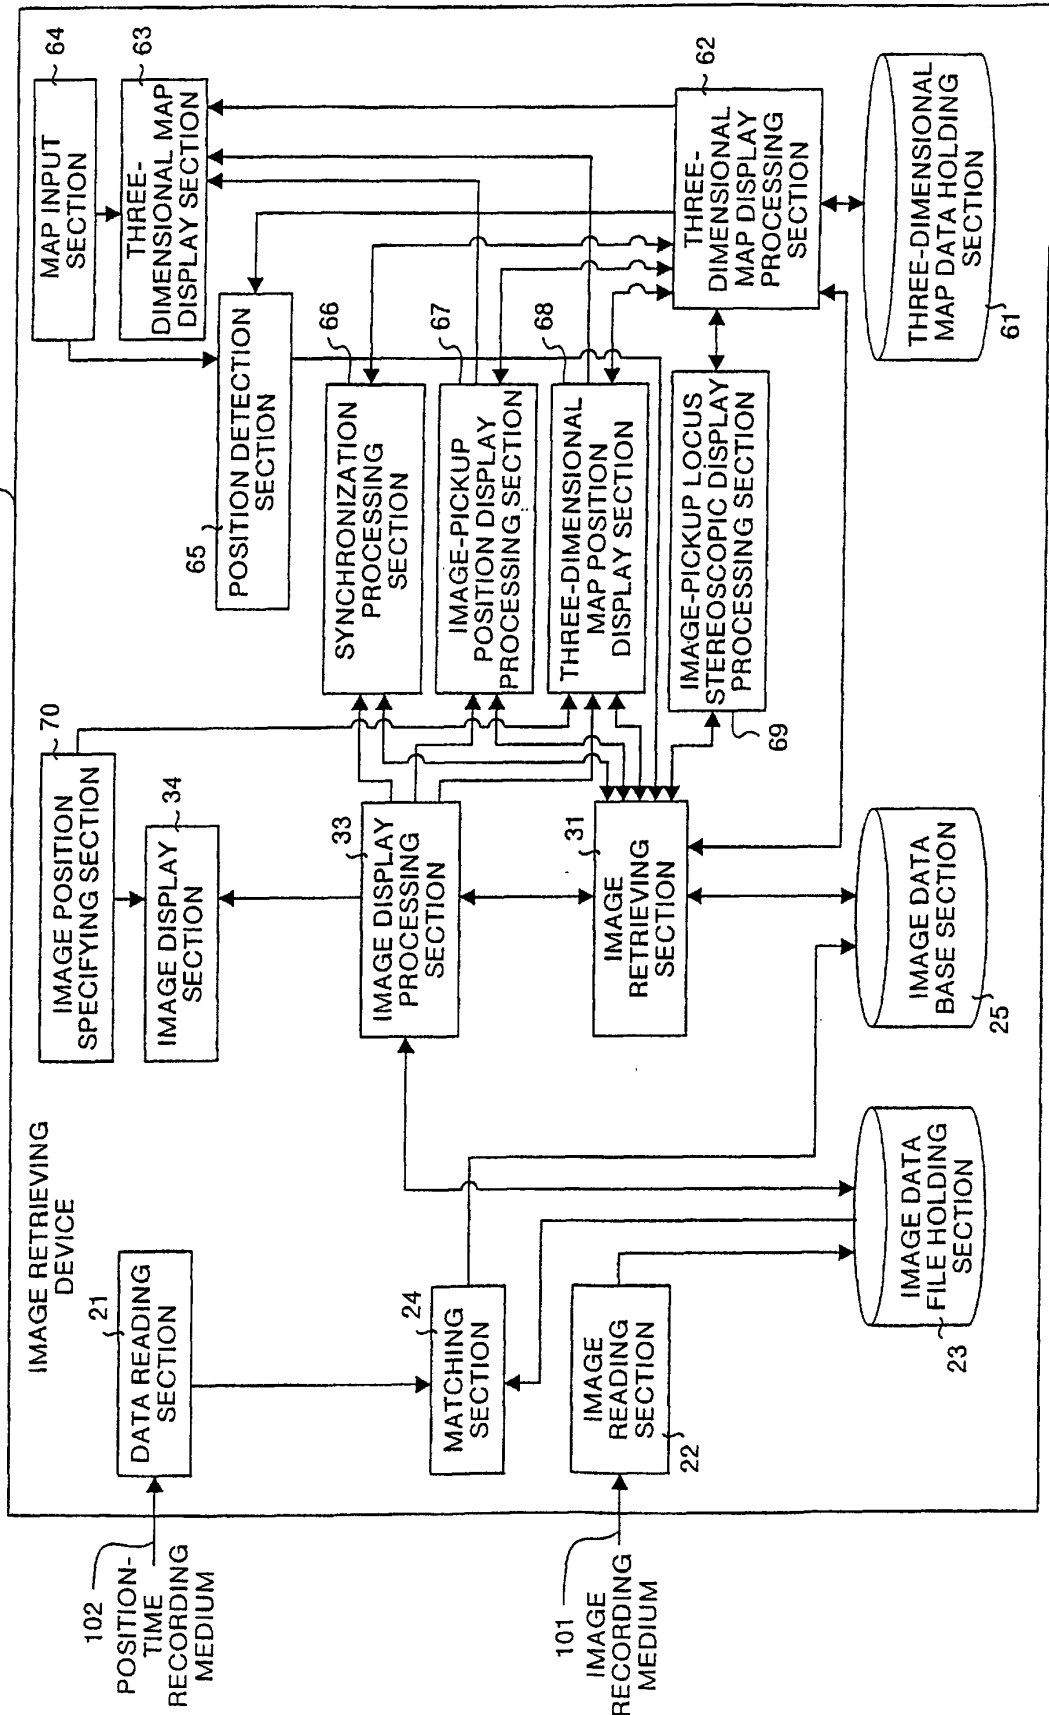 IMAGE RETRIEVING
DEVICE
102
POSITION-
TIME
RECORDING
MEDIUM
21
DATA READING
SECTION
24
MATCHING
SECTION
101
IMAGE
RECORDING
MEDIUM
IMAGE
READING
SECTION
22
IMAGE DATA
FILE HOLDING
SECTION
23
70
IMAGE POSITION
SPECIFYING SECTION
34
IMAGE DISPLAY
SECTION
33
IMAGE DISPLAY
PROCESSING
SECTION
31
IMAGE
RETRIEVING
SECTION
IMAGE DATA
BASE SECTION
25
64
MAP INPUT
SECTION
63
THREE-
DIMENSIONAL MAP
DISPLAY SECTION
65
POSITION DETECTION
SECTION
66
SYNCHRONIZATION
PROCESSING
SECTION
67
IMAGE-PICKUP
POSITION DISPLAY
PROCESSING SECTION
68
THREE-DIMENSIONAL
MAP POSITION
DISPLAY SECTION
IMAGE-PICKUP LOCUS
STEREOSCOPIC DISPLAY
PROCESSING SECTION
69
62
THREE-
DIMENSIONAL
MAP DISPLAY
PROCESSING
SECTION
THREE-DIMENSIONAL
MAP DATA HOLDING
SECTION
61